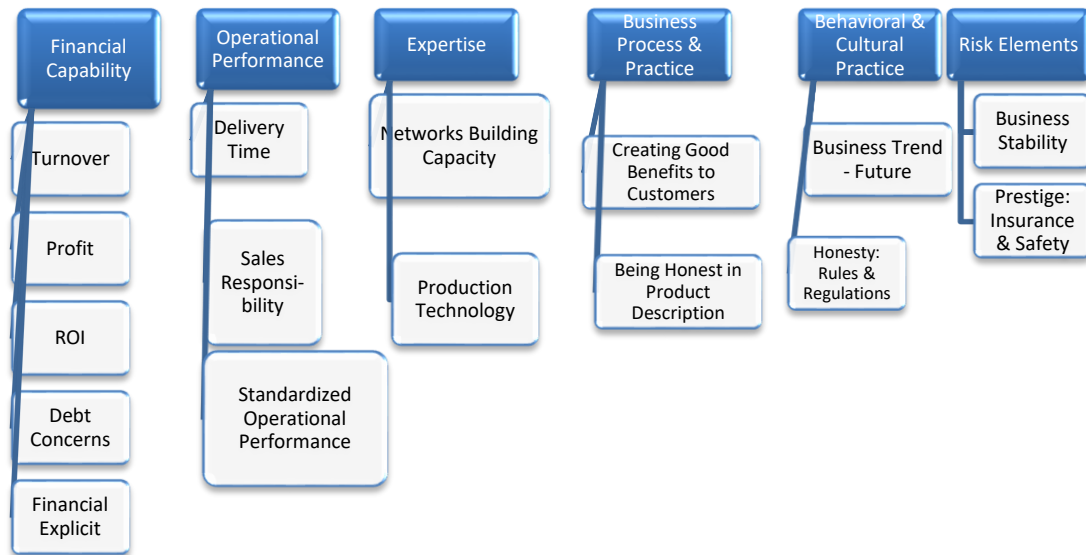 Financial
Capability
Turnover
Profit
ROI
Debt
Concerns
Financial
Explicit
Operational
Performance
Delivery
Time
Sales
Responsi-
bility
Standardized
Operational
Performance
Expertise
Networks Building
Capacity
Production
Technology
Business
Process &
Practice
Creating Good
Benefits to
Customers
Being Honest in
Product
Description
Behavioral &
Cultural
Practice
Business Trend
- Future
Honesty:
Rules &
Regulations
Risk Elements
Business
Stability
Prestige:
Insurance
& Safety